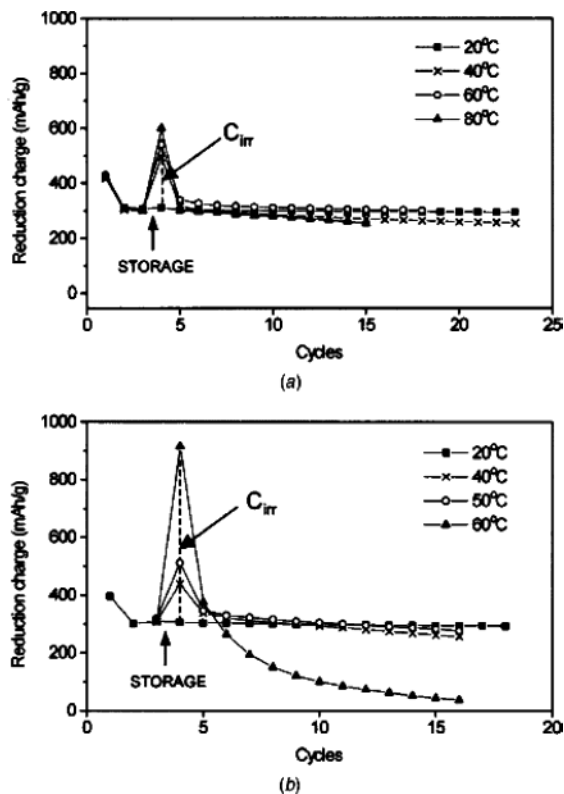 1000
800
600
400
200
0
Reduction charge (mAh/g)
20°C
40°C
60°C
80°C
C_irr
STORAGE
0 5 10 15 20 25
Cycles
(a)
1000
800
600
400
200
0
Reduction charge (mAh/g)
20°C
40°C
50°C
60°C
C_irr
STORAGE
0 5 10 15 20
Cycles
(b)